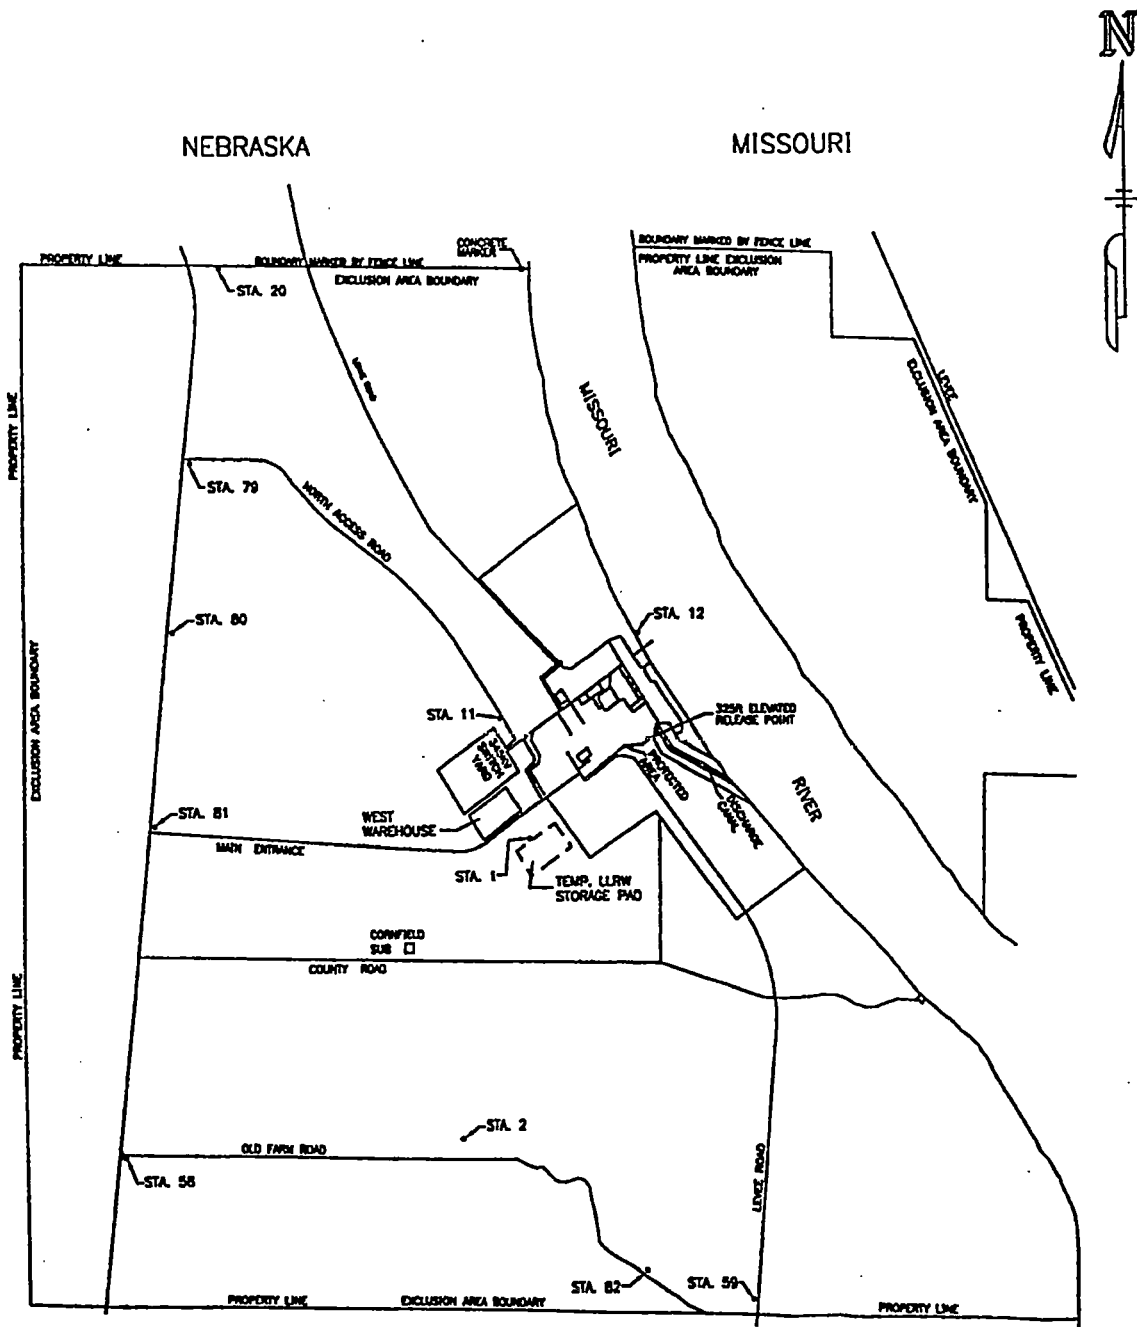 N
NEBRASKA
MISSOURI
PROPERTY LINE
BOUNDARY MARKED BY FENCE LINE
EXCLUSION AREA BOUNDARY
CONCRETE
MARKER
BOUNDARY MARKED BY FENCE LINE
PROPERTY LINE EXCLUSION
AREA BOUNDARY
STA. 20
LEVEE ROAD
MISSOURI
LEVEE
EXCLUSION AREA BOUNDARY
PROPERTY LINE
STA. 79
NORTH ACCESS ROAD
STA. 80
STA. 12
PROPERTY LINE
EXCLUSION AREA BOUNDARY
STA. 11
325ft ELEVATED
RELEASE POINT
345KV
SWITCH
YARD
PROTECTED
AREA
DISCHARGE
CANAL
RIVER
STA. 81
WEST
WAREHOUSE
MAIN ENTRANCE
STA. 1
TEMP. LLRW
STORAGE PAD
CORNFIELD
SUB
COUNTY ROAD
PROPERTY LINE
STA. 2
OLD FARM ROAD
STA. 58
LEVEE ROAD
STA. 82
STA. 59
PROPERTY LINE
EXCLUSION AREA BOUNDARY
PROPERTY LINE